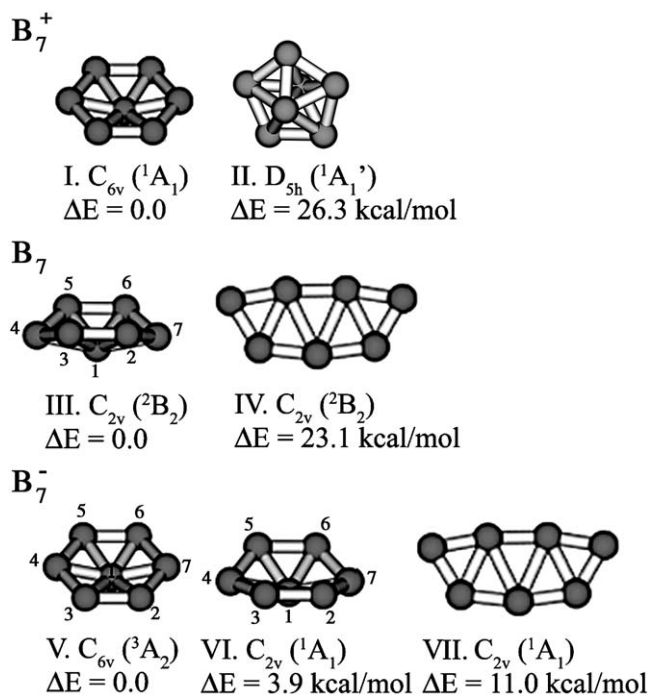 B₇⁺
I. C₆ᵥ (¹A₁)
ΔE = 0.0
II. D₅ₕ (¹A₁’)
ΔE = 26.3 kcal/mol
B₇
5 6
4 7
3 2
1
III. C₂ᵥ (²B₂)
ΔE = 0.0
IV. C₂ᵥ (²B₂)
ΔE = 23.1 kcal/mol
B₇⁻
5 6
4 1 7
3 2
V. C₆ᵥ (³A₂)
ΔE = 0.0
5 6
4 7
3 1 2
VI. C₂ᵥ (¹A₁)
ΔE = 3.9 kcal/mol
VII. C₂ᵥ (¹A₁)
ΔE = 11.0 kcal/mol